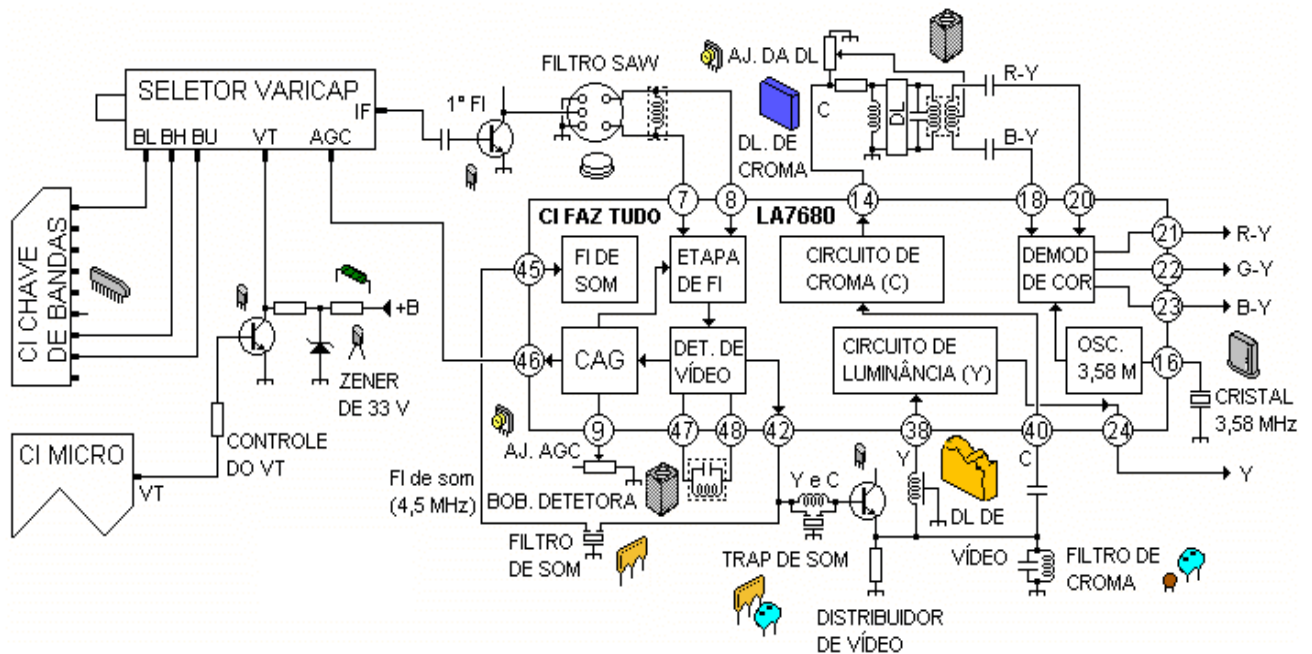 SELETOR VARICAP
IF
BL BH BU VT AGC
1ª FI
FILTRO SAW
AJ. DA DL
DL. DE
CROMA
C
DL
R-Y
B-Y
CI CHAVE
DE BANDAS
+B
ZENER
DE 33 V
CI MICRO
VT
CONTROLE
DO VT
CI FAZ TUDO
LA7680
7
8
14
18
20
45
FI DE
SOM
ETAPA
DE FI
CIRCUITO DE
CROMA (C)
DEMOD
DE COR
21
R-Y
22
G-Y
23
B-Y
46
CAG
DET. DE
VÍDEO
CIRCUITO DE
LUMINÂNCIA (Y)
OSC.
3,58 M
16
CRISTAL
3,58 MHz
9
47
48
42
38
40
24
AJ. AGC
Y
C
Y
FI de som
(4,5 MHz)
BOB. DETETORA
Y e C
DL DE
FILTRO
DE SOM
TRAP DE SOM
VÍDEO
FILTRO DE
CROMA
DISTRIBUIDOR
DE VÍDEO